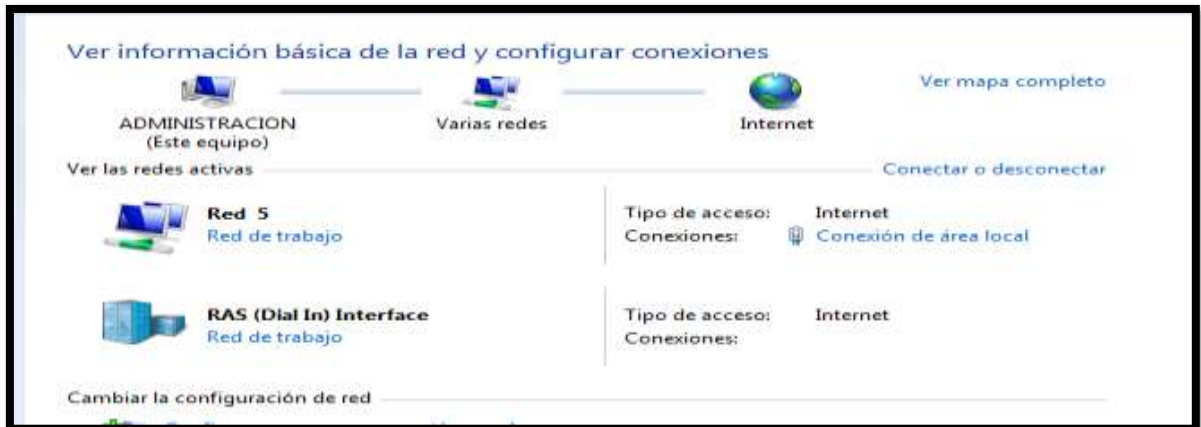 Ver información básica de la red y configurar conexiones
Ver mapa completo
ADMINISTRACION
(Este equipo)
Varias redes
Internet
Ver las redes activas
Conectar o desconectar
Red 5
Red de trabajo
Tipo de acceso: Internet
Conexiones: Conexión de área local
RAS (Dial In) Interface
Red de trabajo
Tipo de acceso: Internet
Conexiones:
Cambiar la configuración de red